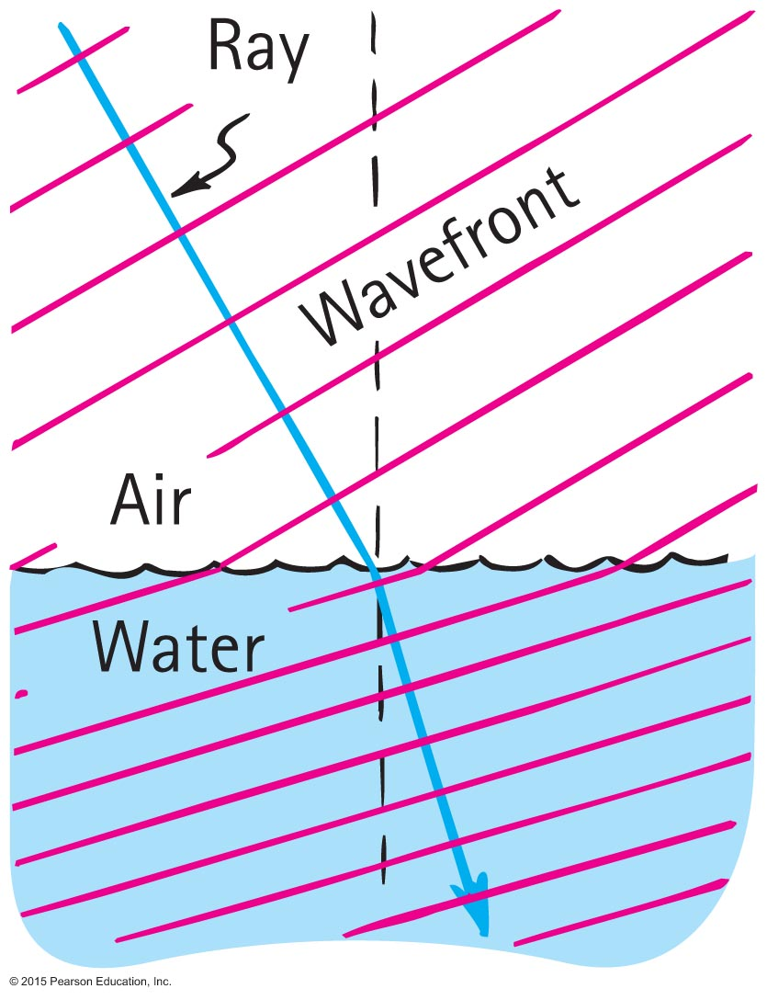 Ray
Wavefront
Air
Water
© 2015 Pearson Education, Inc.